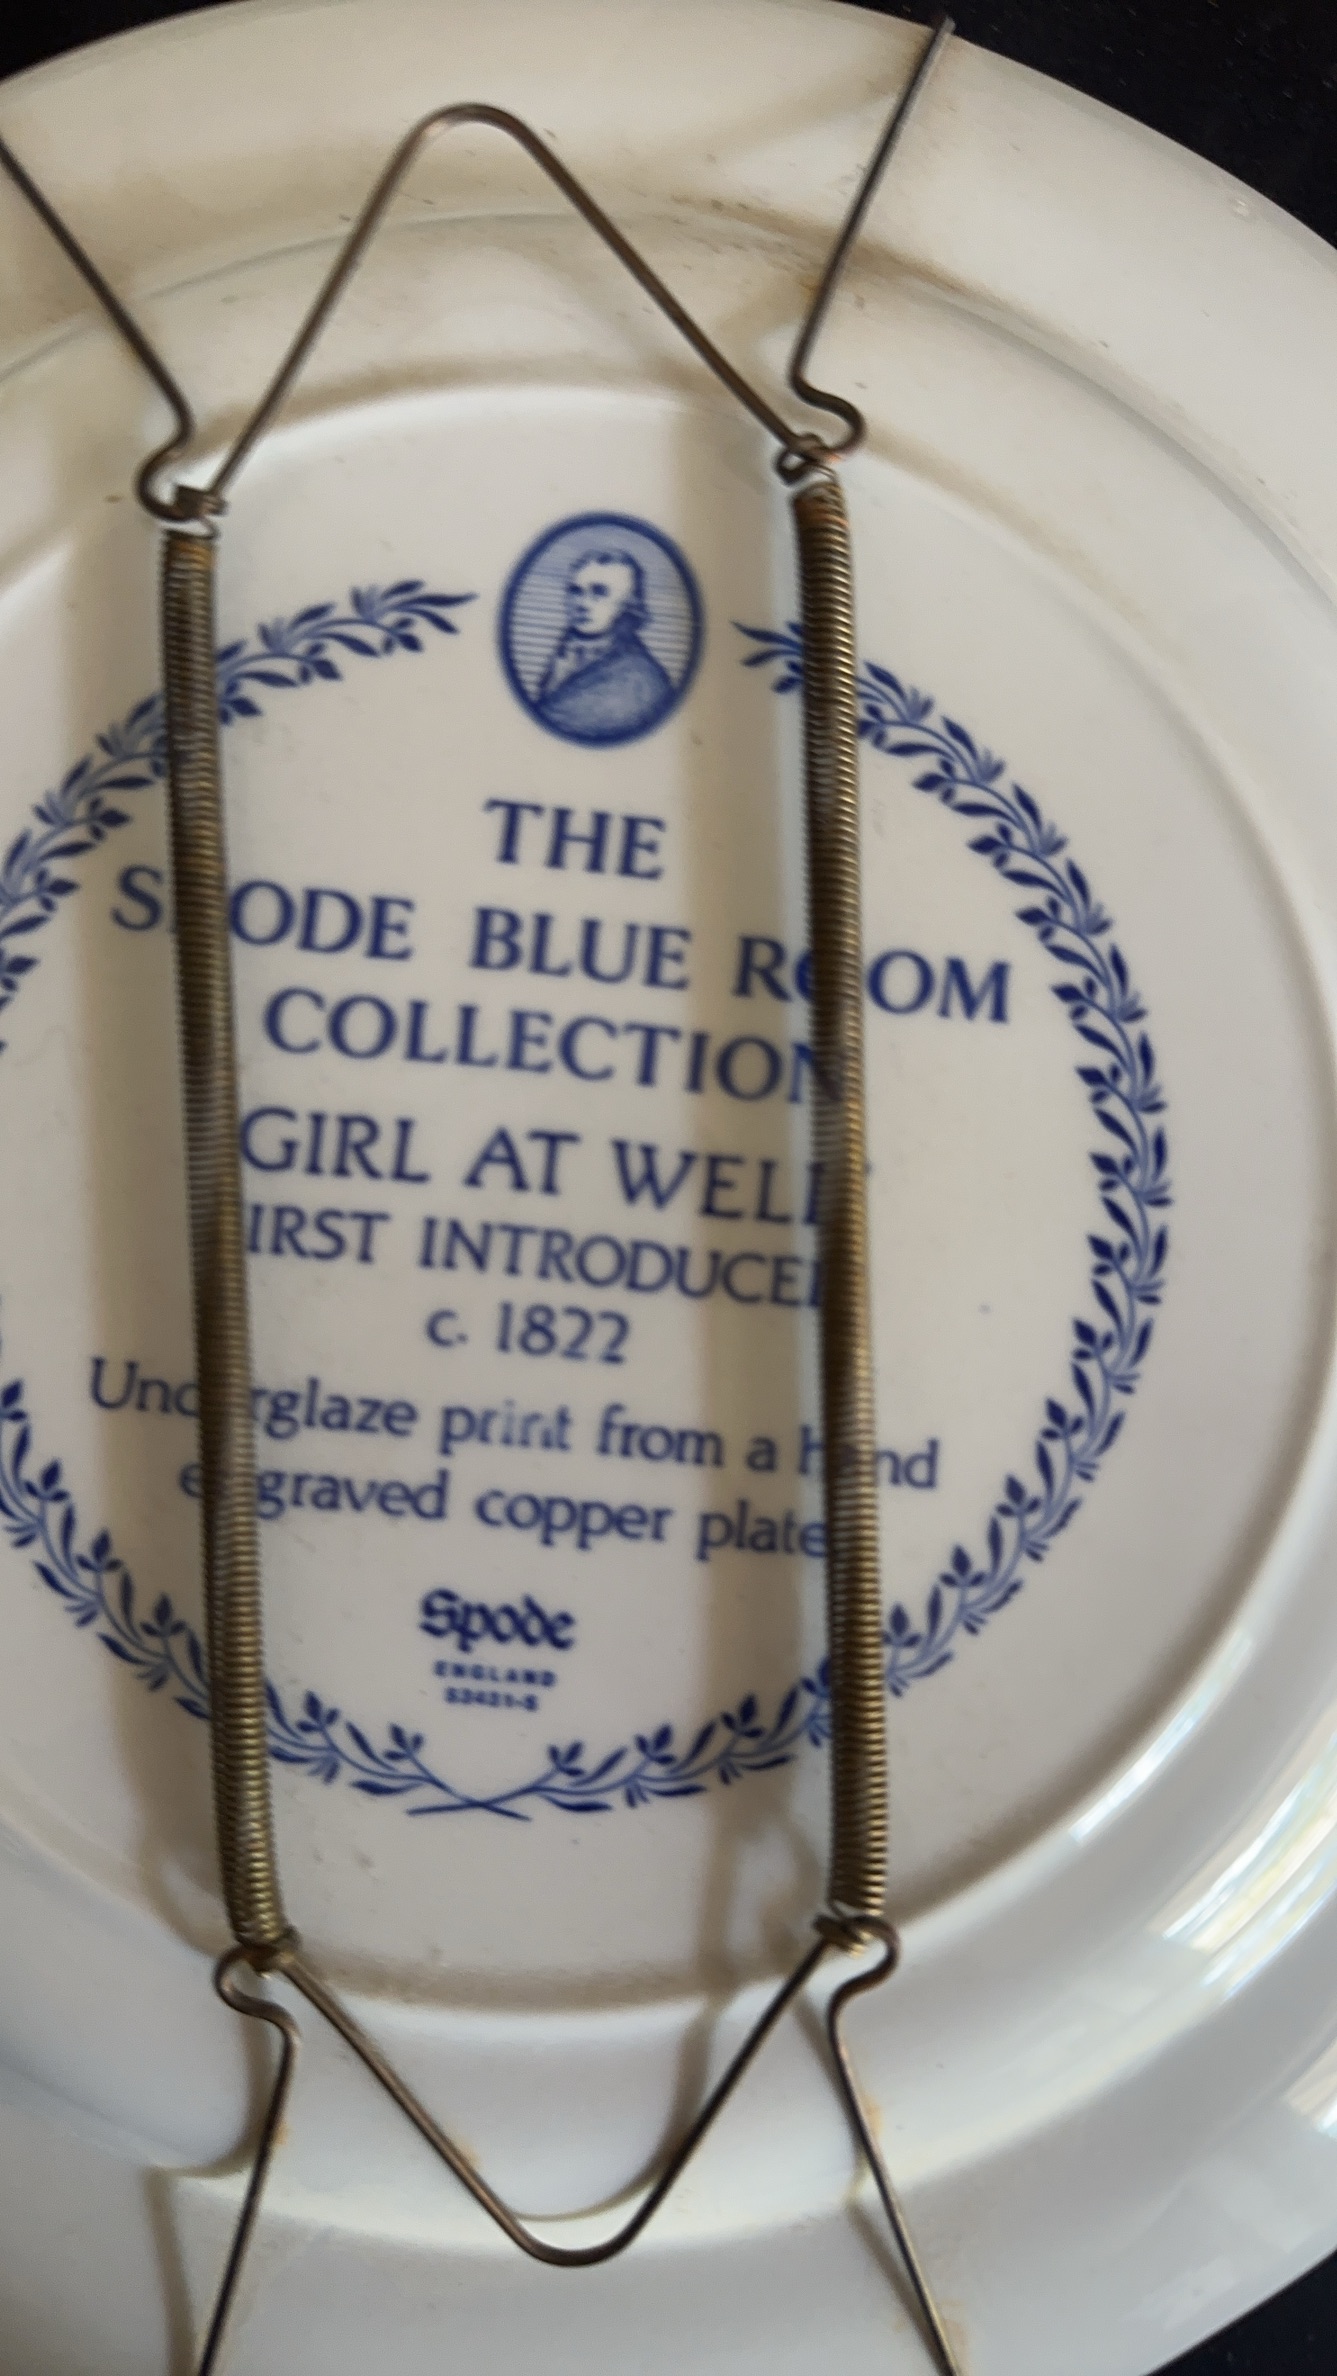 THE
SPODE BLUE ROOM
COLLECTION
GIRL AT WELL
FIRST INTRODUCED
c. 1822
Underglaze print from a hand
engraved copper plate
Spode
ENGLAND